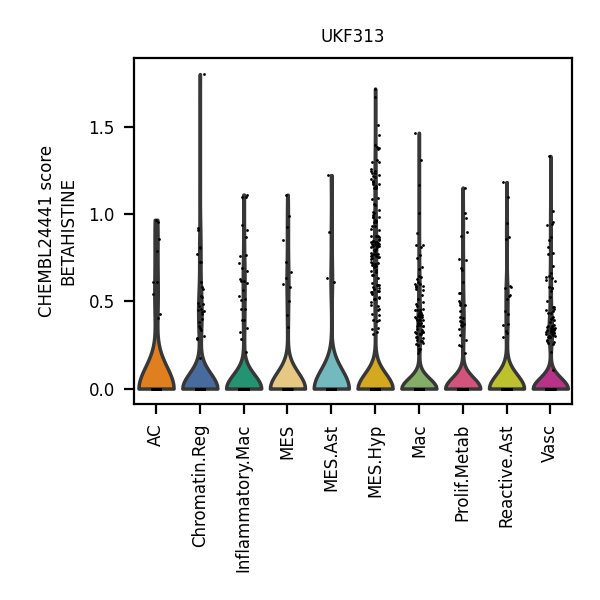 UKF313
CHEMBL24441 score
BETAHISTINE
1.5
1.0
0.5
0.0
AC
Chromatin.Reg
Inflammatory.Mac
MES
MES.Ast
MES.Hyp
Mac
Prolif.Metab
Reactive.Ast
Vasc